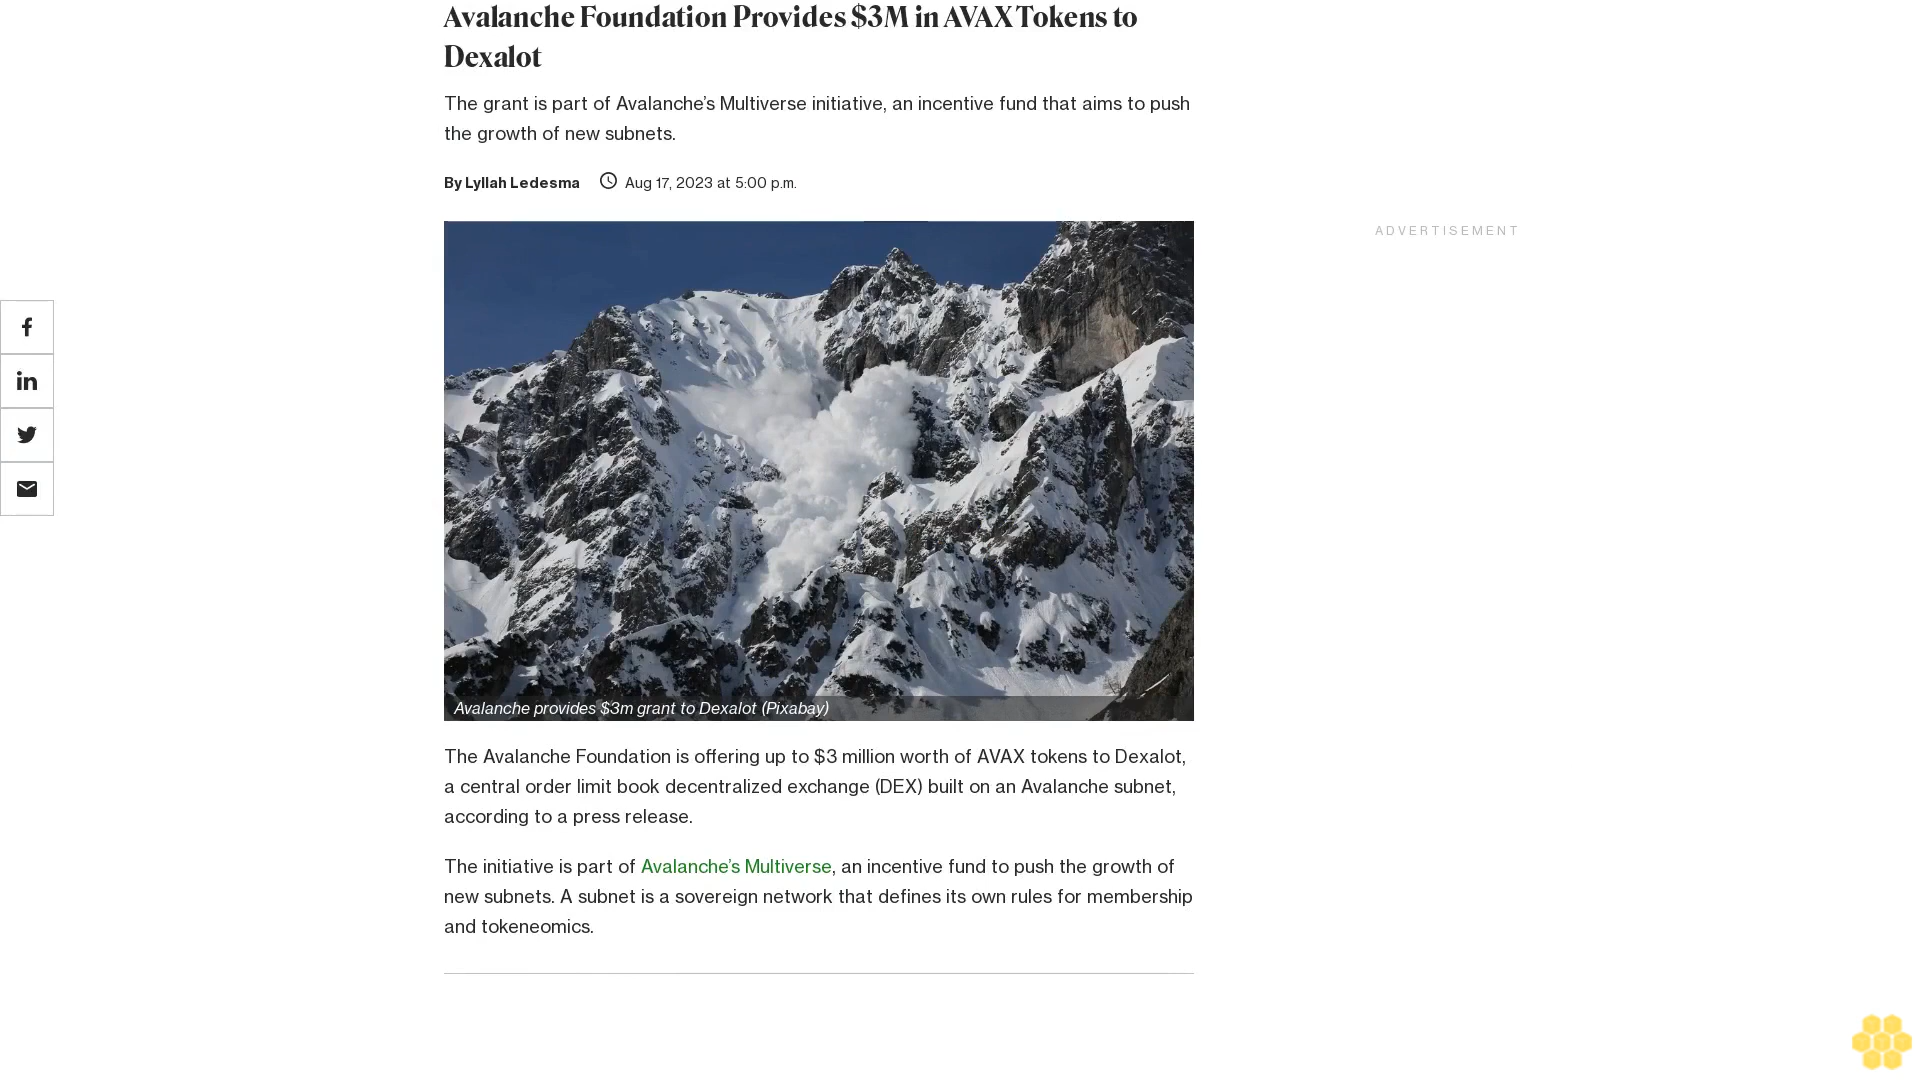 Avalanche Foundation Provides $3M in AVAX Tokens to
Dexalot
The grant is part of Avalanche’s Multiverse initiative, an incentive fund that aims to push
the growth of new subnets.
By Lyllah Ledesma Aug 17, 2023 at 5:00 p.m.
ADVERTISEMENT
Avalanche provides $3m grant to Dexalot (Pixabay)
The Avalanche Foundation is offering up to $3 million worth of AVAX tokens to Dexalot,
a central order limit book decentralized exchange (DEX) built on an Avalanche subnet,
according to a press release.
The initiative is part of Avalanche’s Multiverse, an incentive fund to push the growth of
new subnets. A subnet is a sovereign network that defines its own rules for membership
and tokeneomics.